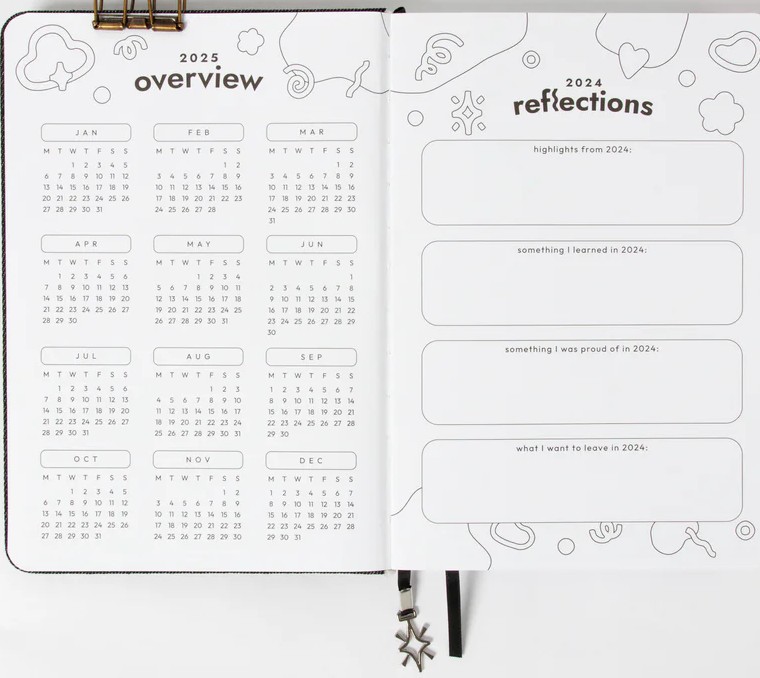 2025
overview
JAN
M T W T F S S
1 2 3 4 5
6 7 8 9 10 11 12
13 14 15 16 17 18 19
20 21 22 23 24 25 26
27 28 29 30 31
FEB
M T W T F S S
1 2
3 4 5 6 7 8 9
10 11 12 13 14 15 16
17 18 19 20 21 22 23
24 25 26 27 28
MAR
M T W T F S S
1 2
3 4 5 6 7 8 9
10 11 12 13 14 15 16
17 18 19 20 21 22 23
24 25 26 27 28 29 30
31
APR
M T W T F S S
1 2 3 4 5 6
7 8 9 10 11 12 13
14 15 16 17 18 19 20
21 22 23 24 25 26 27
28 29 30
MAY
M T W T F S S
1 2 3 4
5 6 7 8 9 10 11
12 13 14 15 16 17 18
19 20 21 22 23 24 25
26 27 28 29 30 31
JUN
M T W T F S S
1
2 3 4 5 6 7 8
9 10 11 12 13 14 15
16 17 18 19 20 21 22
23 24 25 26 27 28 29
30
JUL
M T W T F S S
1 2 3 4 5 6
7 8 9 10 11 12 13
14 15 16 17 18 19 20
21 22 23 24 25 26 27
28 29 30 31
AUG
M T W T F S S
1 2 3
4 5 6 7 8 9 10
11 12 13 14 15 16 17
18 19 20 21 22 23 24
25 26 27 28 29 30 31
SEP
M T W T F S S
1 2 3 4 5 6 7
8 9 10 11 12 13 14
15 16 17 18 19 20 21
22 23 24 25 26 27 28
29 30
OCT
M T W T F S S
1 2 3 4 5
6 7 8 9 10 11 12
13 14 15 16 17 18 19
20 21 22 23 24 25 26
27 28 29 30 31
NOV
M T W T F S S
1 2
3 4 5 6 7 8 9
10 11 12 13 14 15 16
17 18 19 20 21 22 23
24 25 26 27 28 29 30
DEC
M T W T F S S
1 2 3 4 5 6 7
8 9 10 11 12 13 14
15 16 17 18 19 20 21
22 23 24 25 26 27 28
29 30 31
2024
reflections
highlights from 2024:
something I learned in 2024:
something I was proud of in 2024:
what I want to leave in 2024: